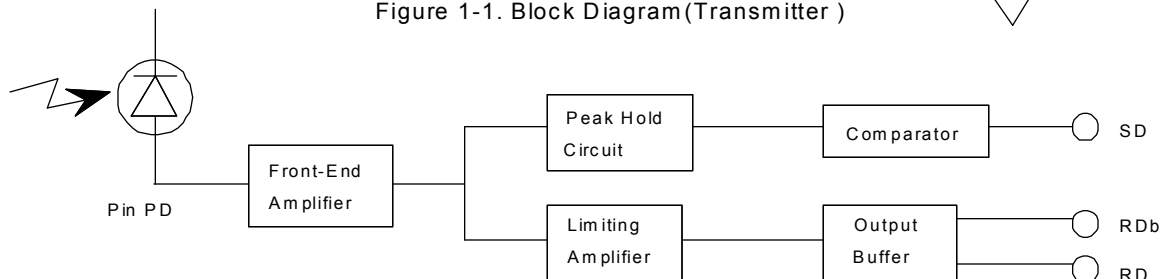 Figure 1-1. Block Diagram(Transmitter )
Peak Hold
Circuit
Comparator
SD
Front-End
Amplifier
Pin PD
Limiting
Amplifier
Output
Buffer
RDb
RD